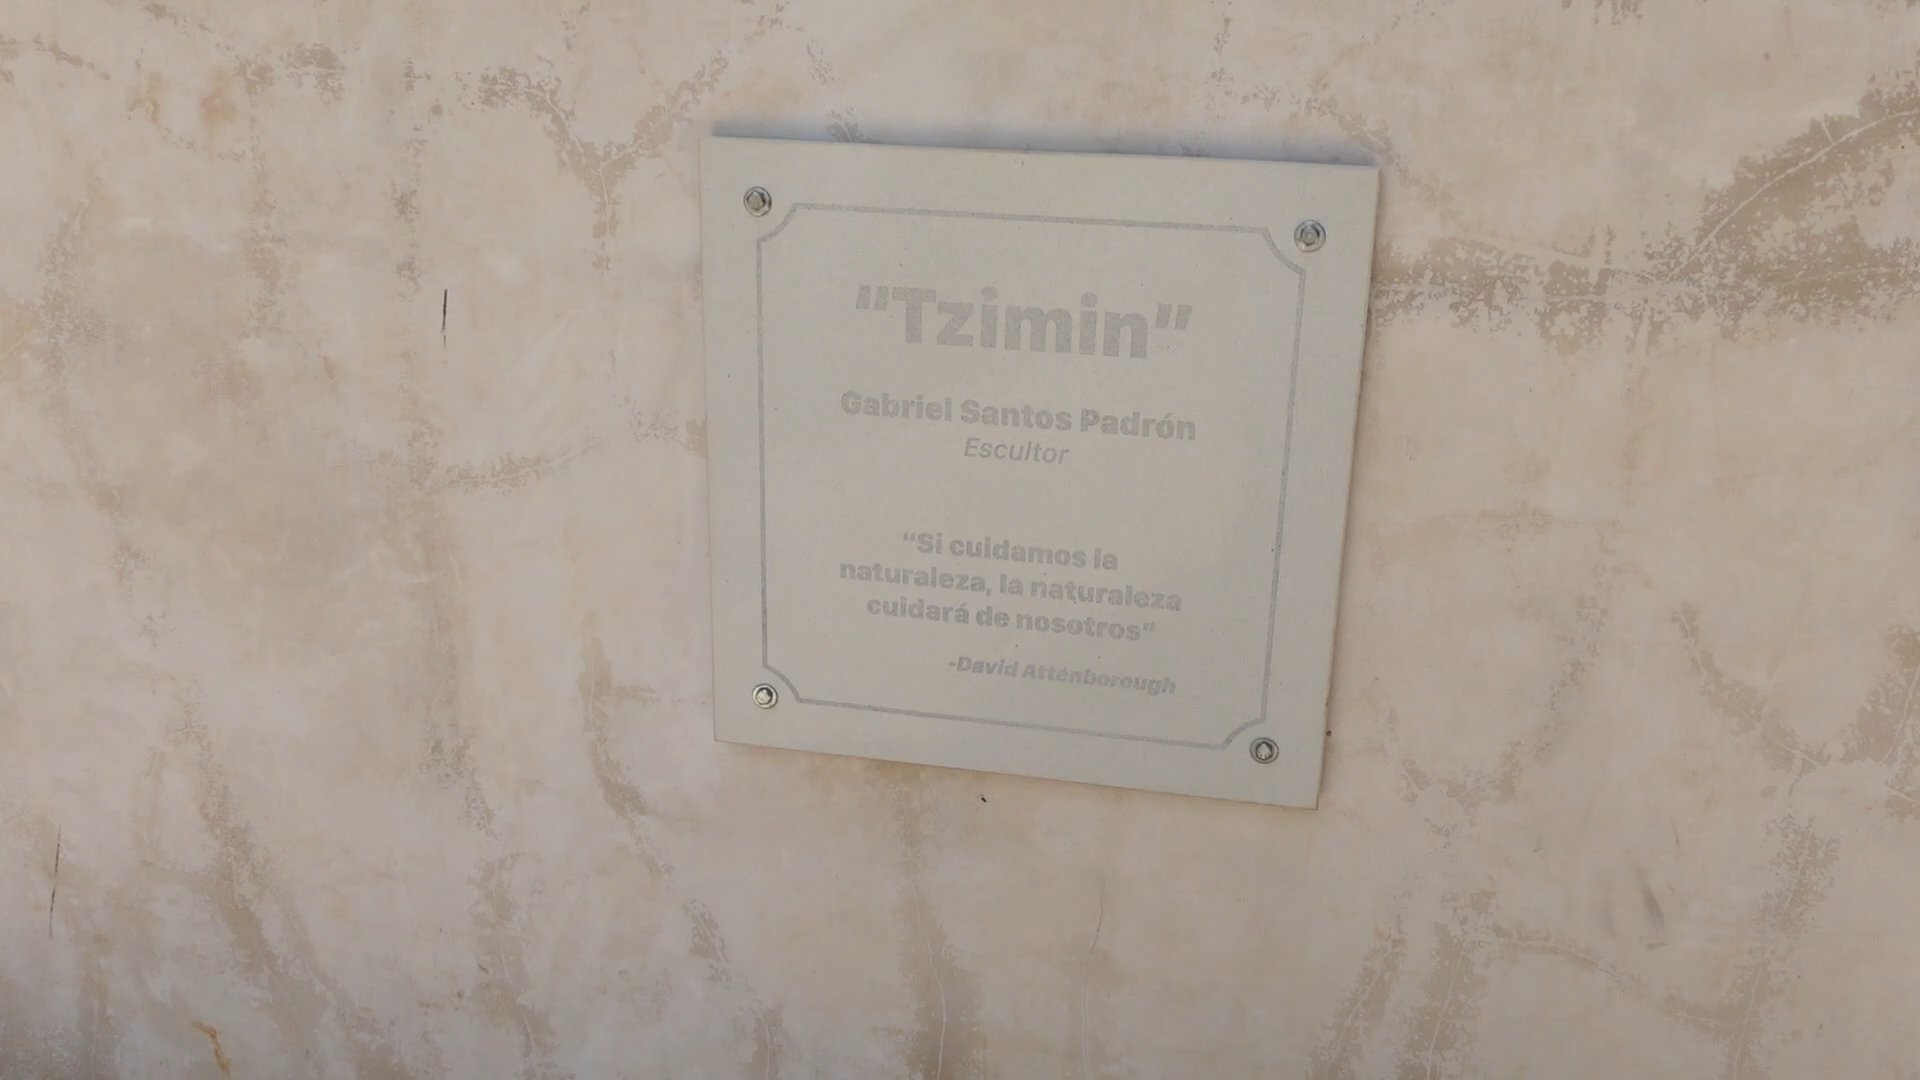 "Tzimin"
Gabriel Santos Padrón
Escultor
"Si cuidamos la
naturaleza, la naturaleza
cuidará de nosotros"
-David Attenborough